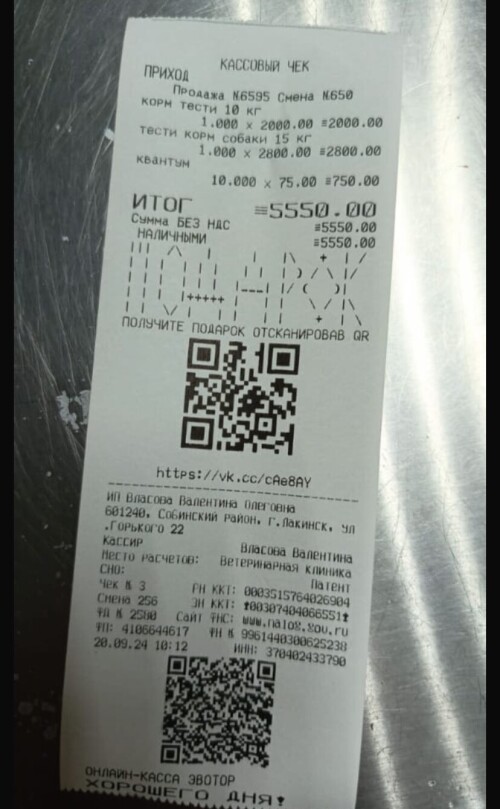 КАССОВЫЙ ЧЕК
ПРИХОД
Продажа №6595 Смена №650
КОРМ ТЕСТИ 10 КГ
1.000 x 2000.00 ≡2000.00
ТЕСТИ КОРМ СОБАКИ 15 КГ
1.000 x 2800.00 ≡2800.00
КВАНТУМ
10.000 x 75.00 ≡750.00
ИТОГ ≡5550.00
Сумма БЕЗ НДС ≡5550.00
НАЛИЧНЫМИ ≡5550.00
ПОЛУЧИТЕ ПОДАРОК ОТСКАНИРОВАВ QR
https://vk.cc/cAe8AY
ИП Власова Валентина Олеговна
601240, Собинский район, г.Лакинск, ул
.Горького 22
Кассир Власова Валентина
Место расчетов: Ветеринарная клиника
СНО: Патент
Чек № 3 РН ККТ: 0003515764026904
Смена 256 ЗН ККТ: *00307404066551*
ФД № 2580 Сайт ФНС: www.nalog.gov.ru
ФП: 4106644617 ФН № 9961440300625238
20.09.24 10:12 ИНН: 370402433790
ОНЛАЙН-КАССА ЭВОТОР
ХОРОШЕГО ДНЯ!